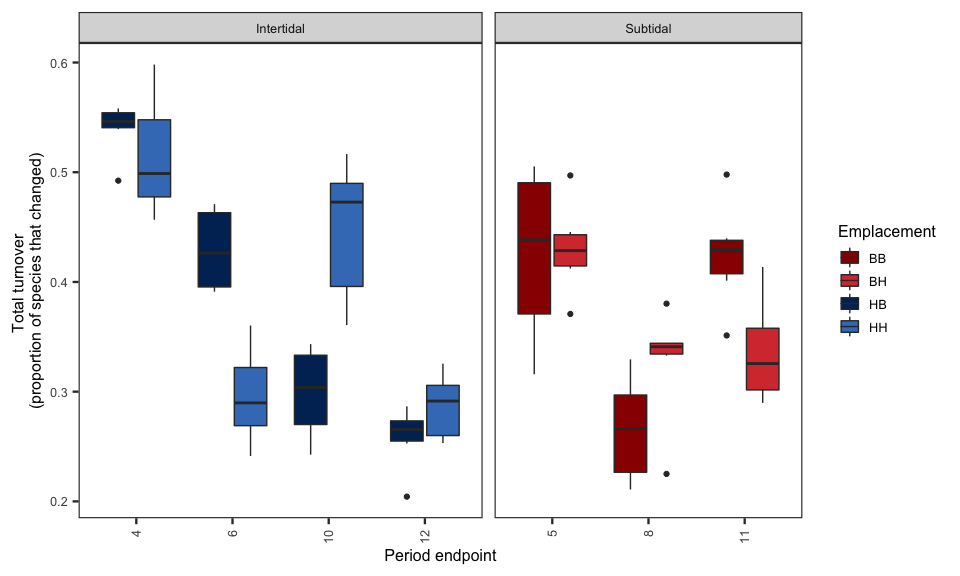 Intertidal
Subtidal
0.6
0.5
0.4
0.3
0.2
Total turnover
(proportion of species that changed)
4
6
10
12
5
8
11
Period endpoint
Emplacement
BB
BH
HB
HH